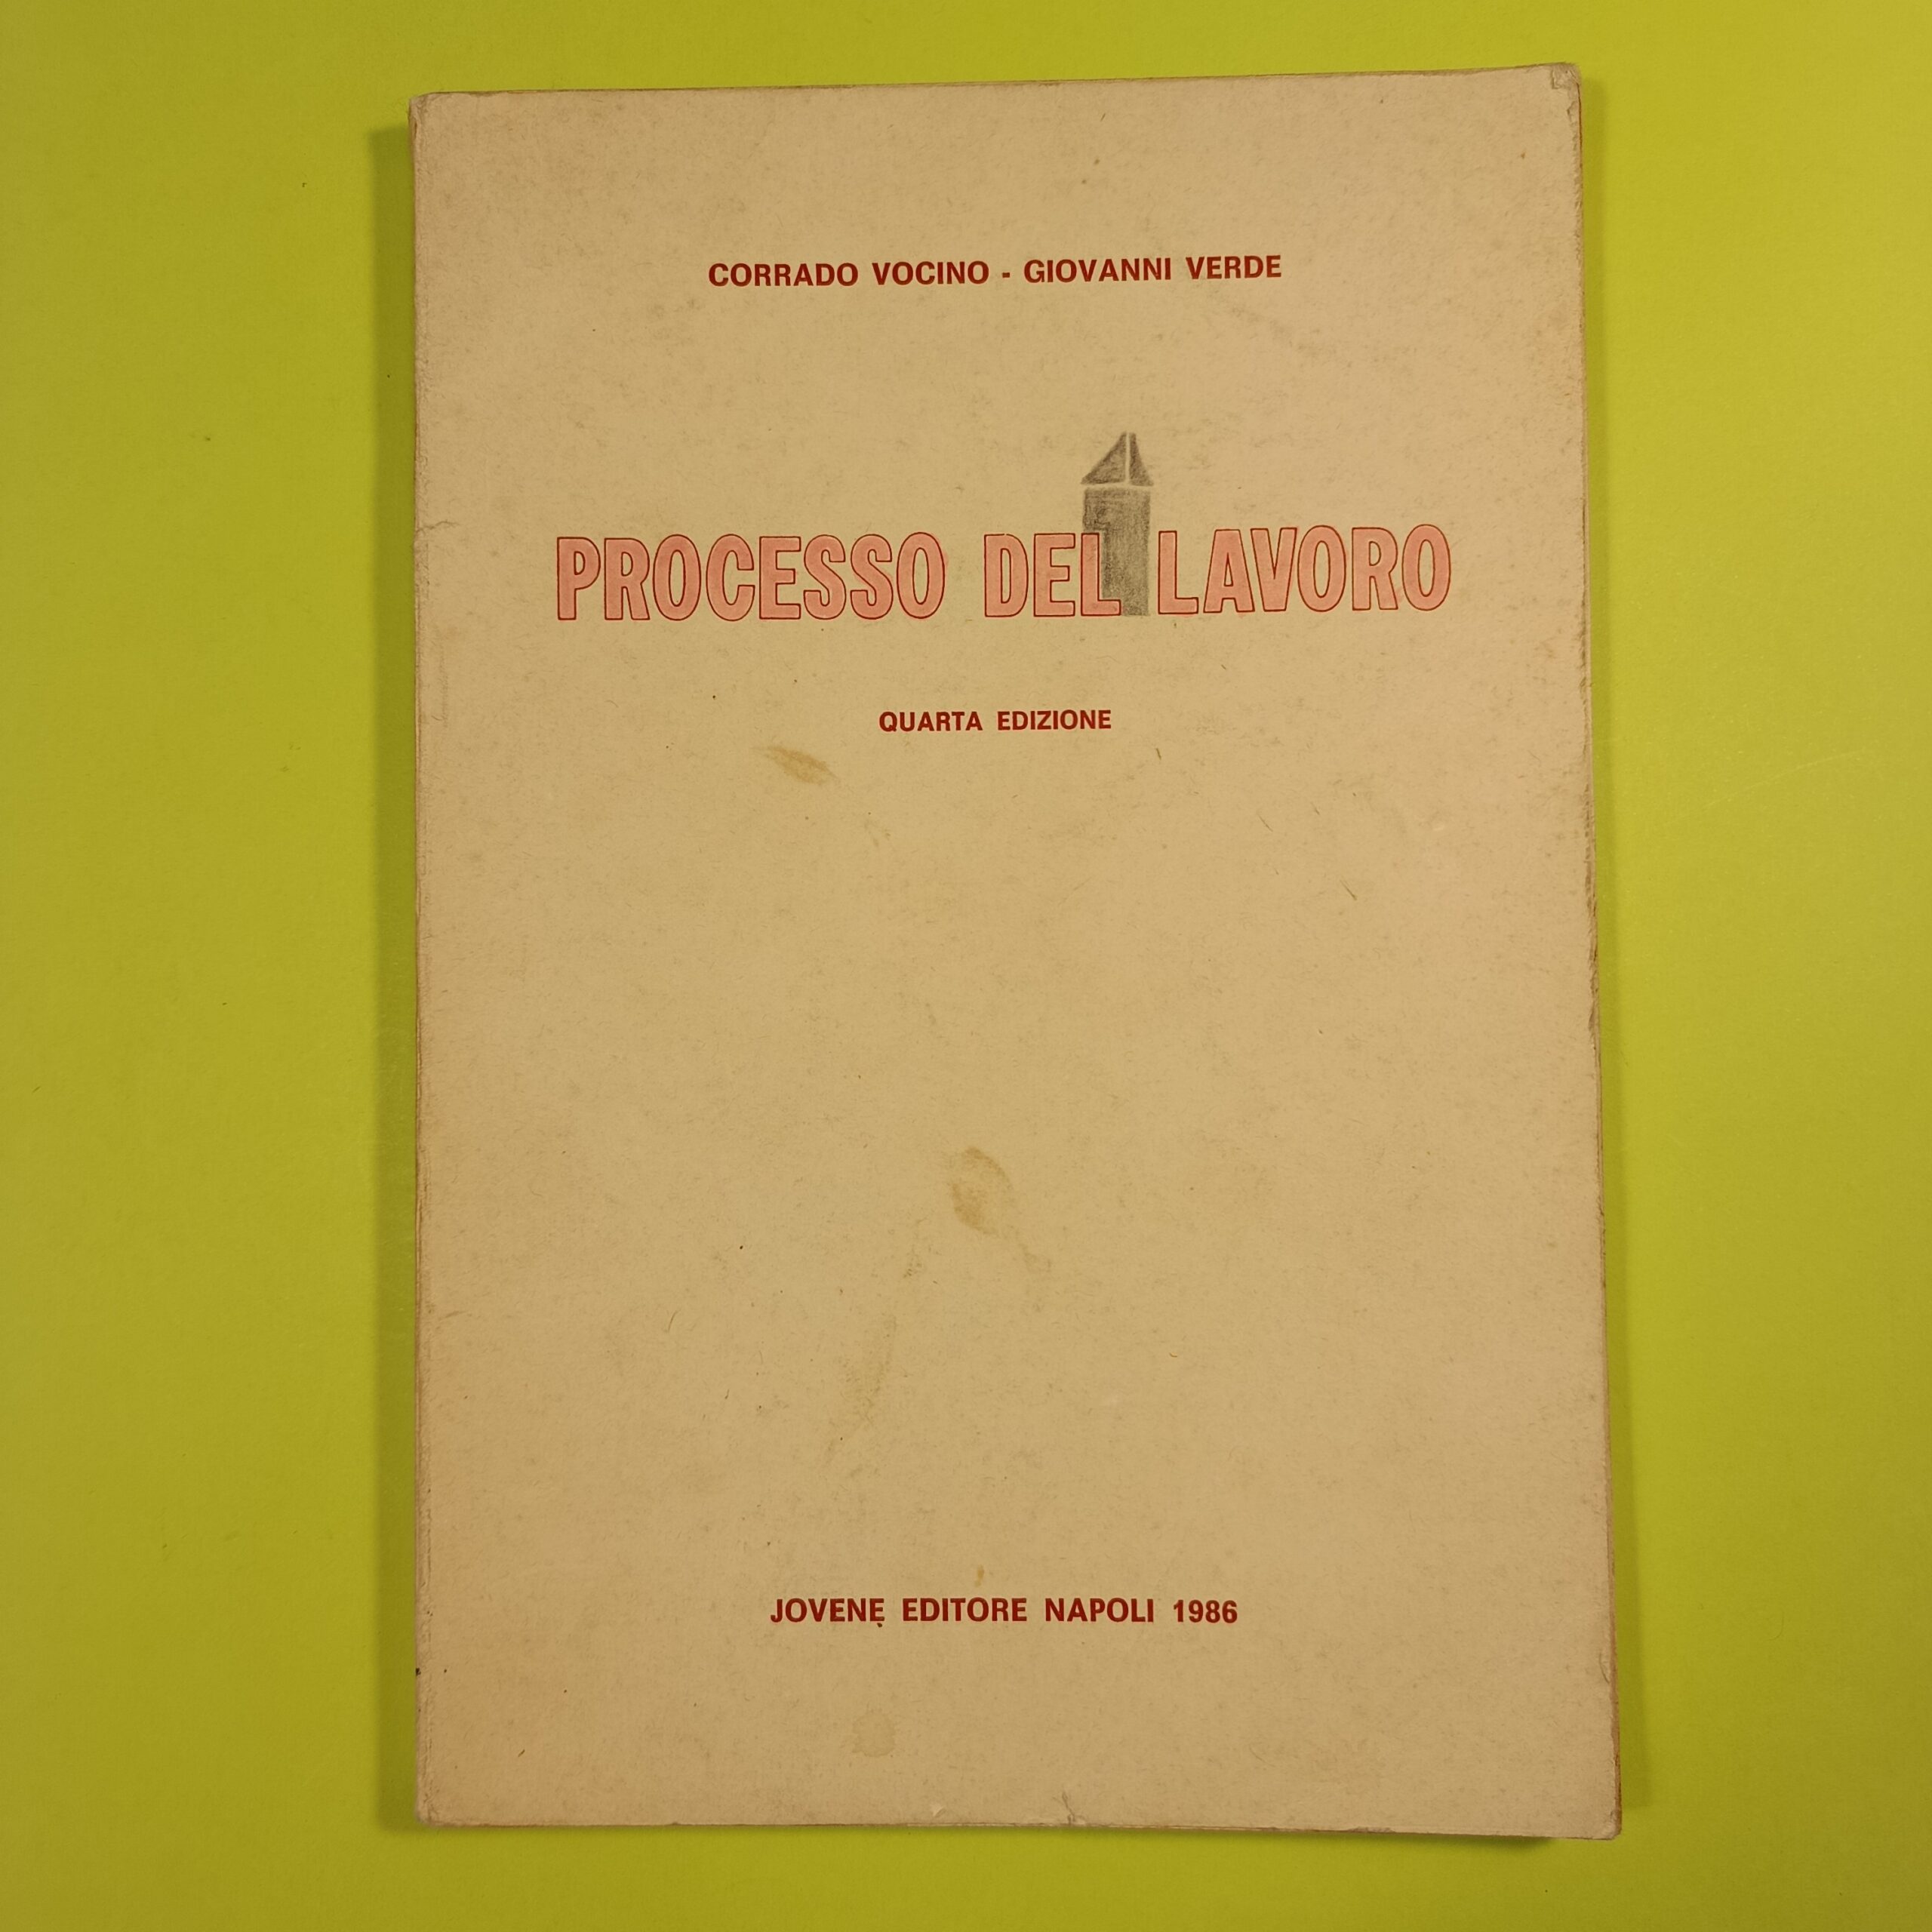 CORRADO VOCINO - GIOVANNI VERDE
PROCESSO DEL LAVORO
QUARTA EDIZIONE
JOVENE EDITORE NAPOLI 1986